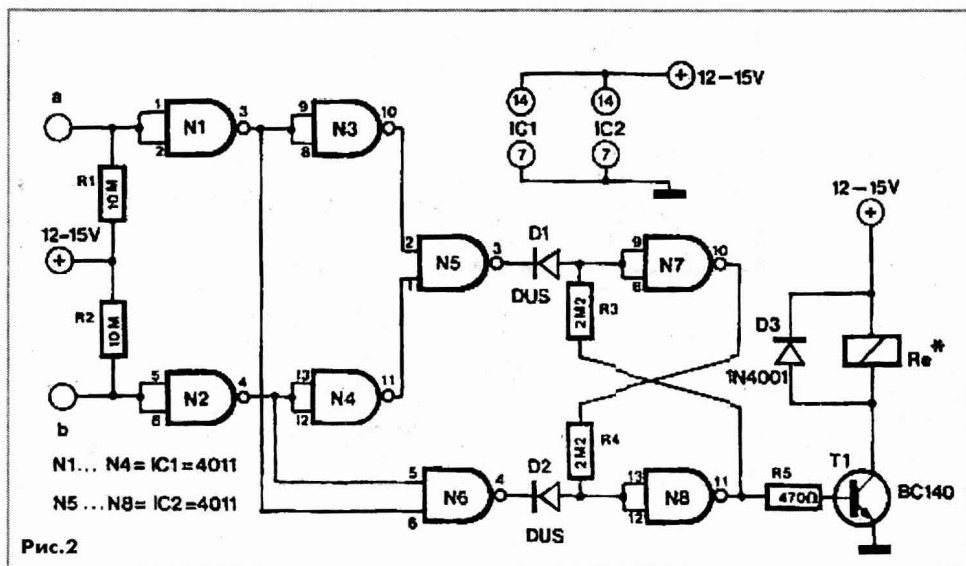 a
1
2
N1
3
9
8
N3
10
R1
10M
12–15V
R2
10M
b
5
6
N2
4
13
12
N4
11
2
1
N5
3
5
6
N6
4
D1
DUS
D2
DUS
R3
2M2
R4
2M2
9
8
N7
10
13
12
N8
11
14
IC1
7
14
IC2
7
+
12–15V
12–15V
+
D3
1N4001
Re*
R5
470Ω
T1
BC140
N1... N4= IC1=4011
N5...N8= IC2=4011
Рис.2